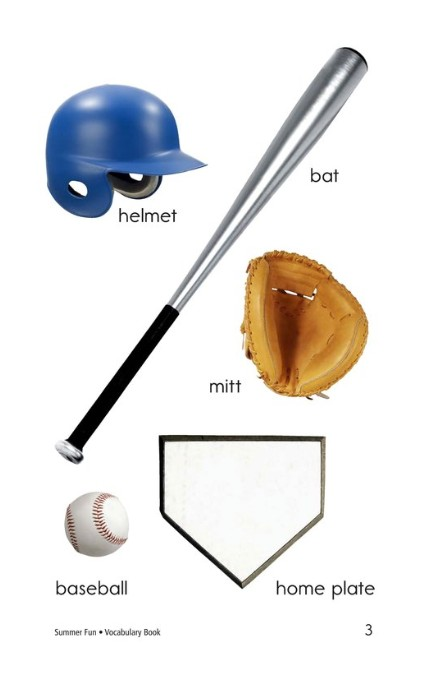 bat
helmet
mitt
baseball
home plate
Summer Fun • Vocabulary Book
3